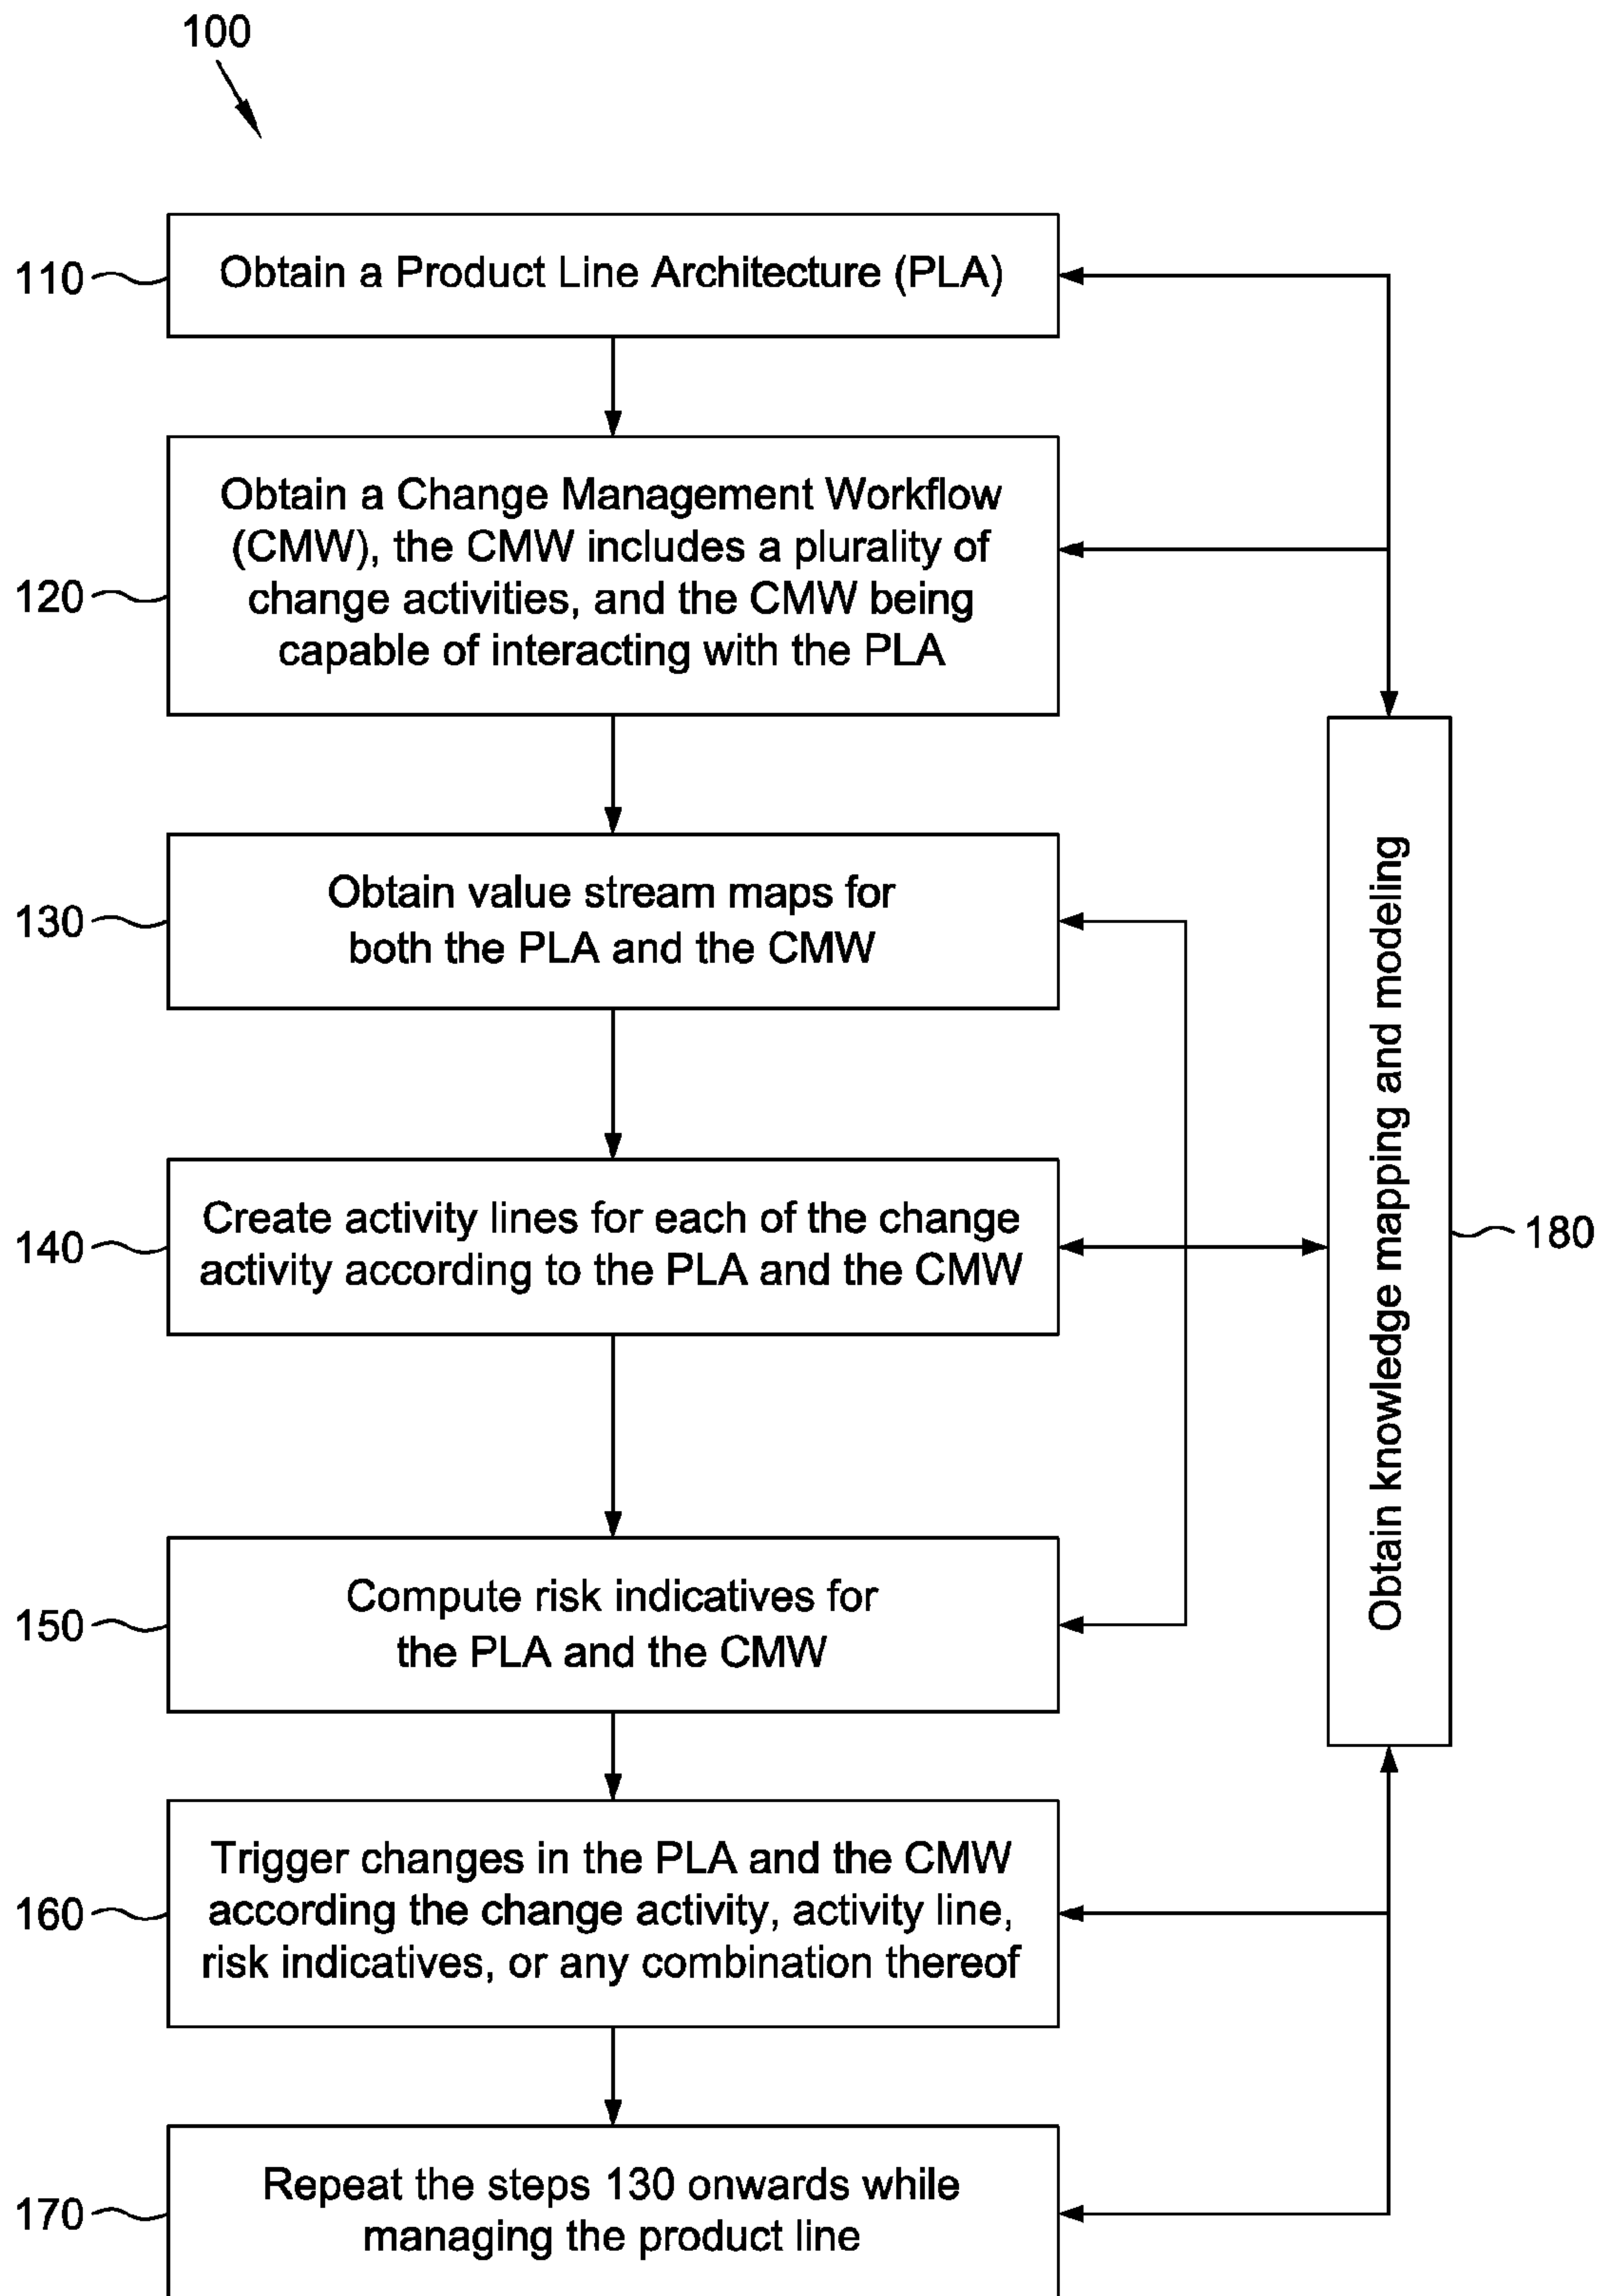 100
110
Obtain a Product Line Architecture (PLA)
120
Obtain a Change Management Workflow
(CMW), the CMW includes a plurality of
change activities, and the CMW being
capable of interacting with the PLA
130
Obtain value stream maps for
both the PLA and the CMW
140
Create activity lines for each of the change
activity according to the PLA and the CMW
150
Compute risk indicatives for
the PLA and the CMW
160
Trigger changes in the PLA and the CMW
according the change activity, activity line,
risk indicatives, or any combination thereof
170
Repeat the steps 130 onwards while
managing the product line
Obtain knowledge mapping and modeling
180